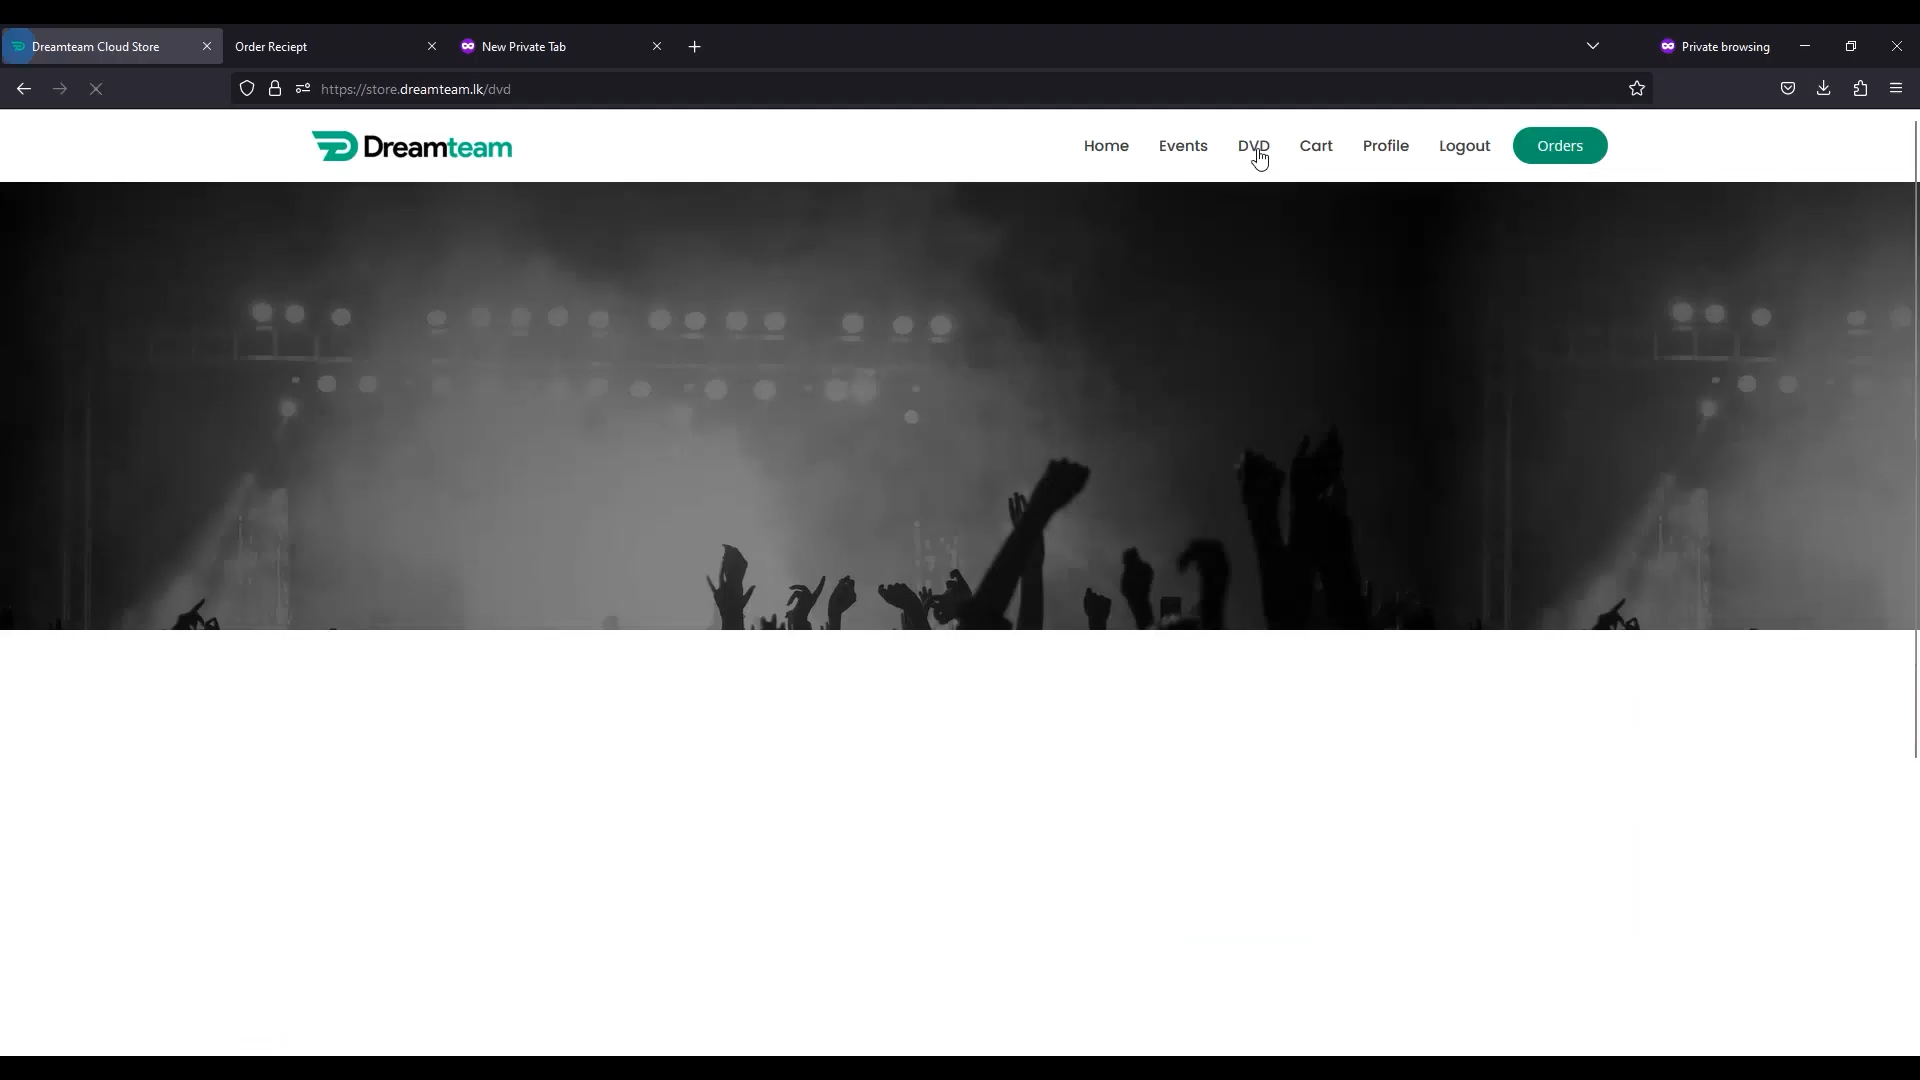 Dreamteam Cloud Store
Order Reciept
New Private Tab
Private browsing
https://store.dreamteam.lk/dvd
Dreamteam
Home
Events
DVD
Cart
Profile
Logout
Orders